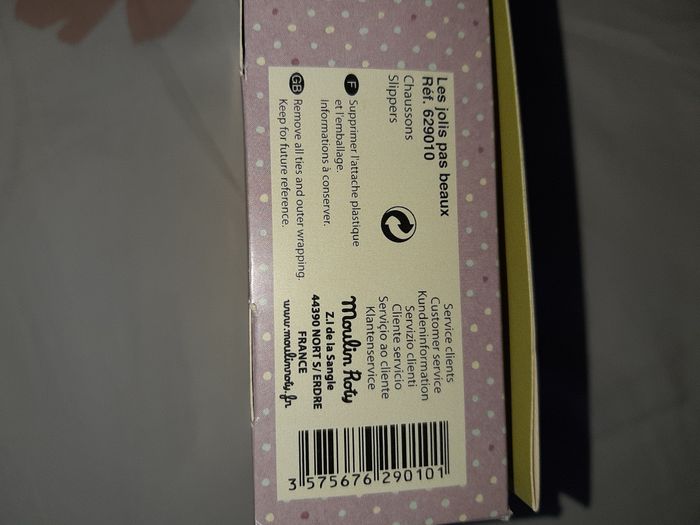 Les jolis pas beaux
Réf. 629010
Chaussons
Slippers
F Supprimer l'attache plastique
et l'emballage.
Informations à conserver.
GB Remove all ties and outer wrapping.
Keep for future reference.
Service clients
Customer service
Kundeninformation
Servizio clienti
Cliente servicio
Serviçio ao cliente
Klantenservice
Moulin Roty
Z.I de la Sangle
44390 NORT S/ ERDRE
FRANCE
www.moulinroty.fr
3 575676 290101